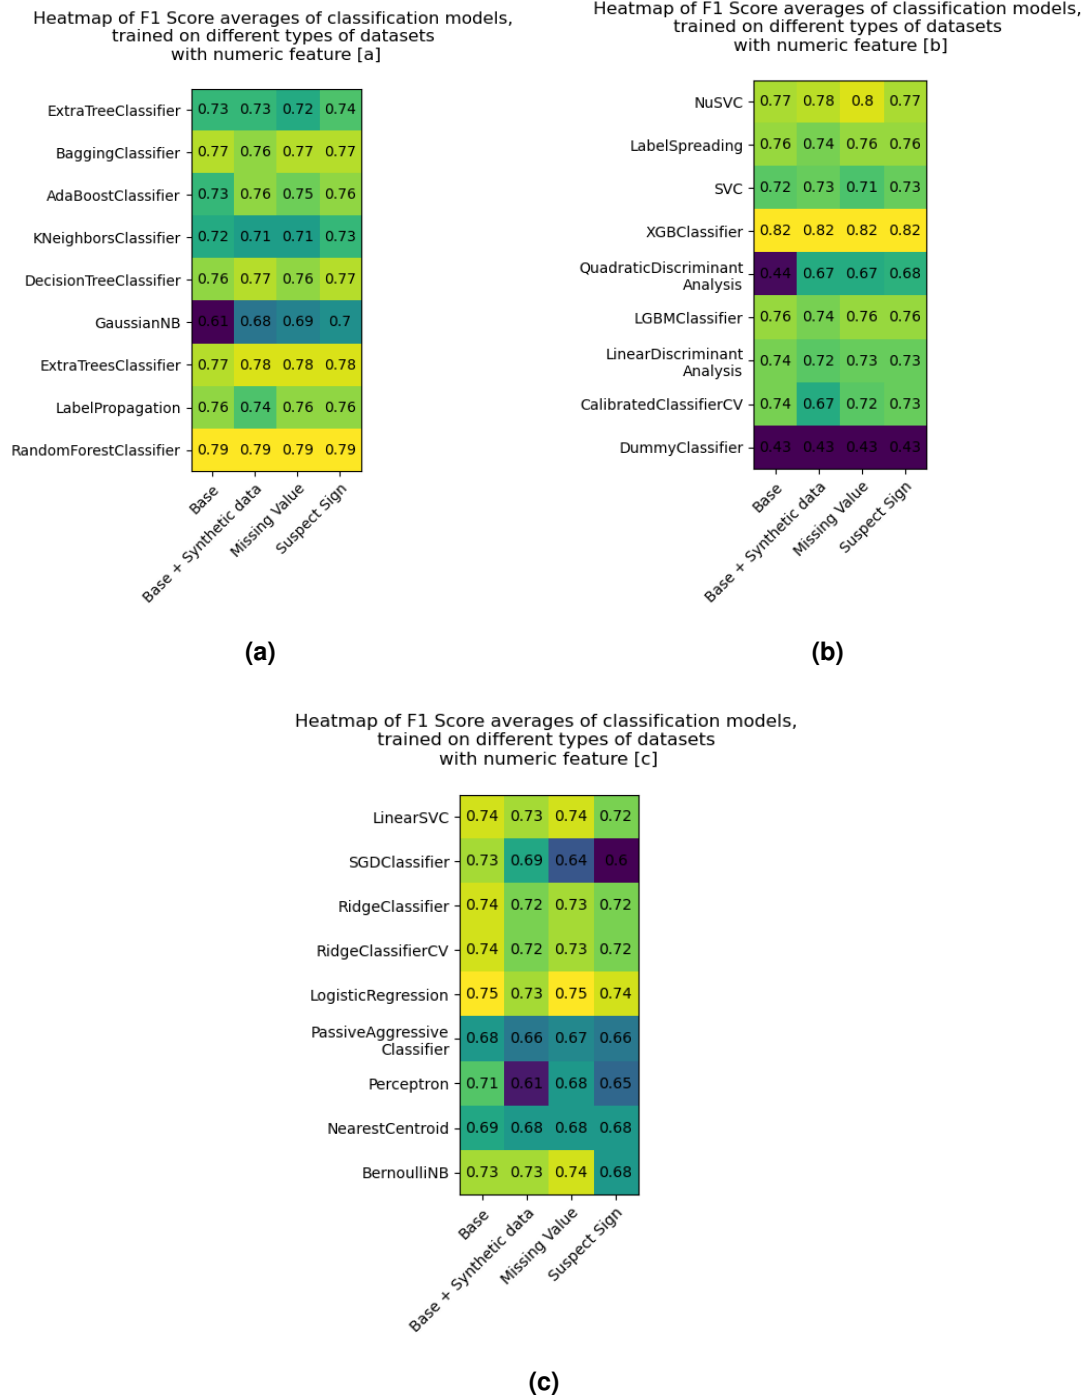 Heatmap of F1 Score averages of classification models,
trained on different types of datasets
with numeric feature [a]
ExtraTreeClassifier 0.73 0.73 0.72 0.74
BaggingClassifier 0.77 0.76 0.77 0.77
AdaBoostClassifier 0.73 0.76 0.75 0.76
KNeighborsClassifier 0.72 0.71 0.71 0.73
DecisionTreeClassifier 0.76 0.77 0.76 0.77
GaussianNB 0.61 0.68 0.69 0.7
ExtraTreesClassifier 0.77 0.78 0.78 0.78
LabelPropagation 0.76 0.74 0.76 0.76
RandomForestClassifier 0.79 0.79 0.79 0.79
Base
Base + Synthetic data
Missing Value
Suspect Sign
(a)
Heatmap of F1 Score averages of classification models,
trained on different types of datasets
with numeric feature [b]
NuSVC 0.77 0.78 0.8 0.77
LabelSpreading 0.76 0.74 0.76 0.76
SVC 0.72 0.73 0.71 0.73
XGBClassifier 0.82 0.82 0.82 0.82
QuadraticDiscriminant
Analysis 0.44 0.67 0.67 0.68
LGBMClassifier 0.76 0.74 0.76 0.76
LinearDiscriminant
Analysis 0.74 0.72 0.73 0.73
CalibratedClassifierCV 0.74 0.67 0.72 0.73
DummyClassifier 0.43 0.43 0.43 0.43
Base
Base + Synthetic data
Missing Value
Suspect Sign
(b)
Heatmap of F1 Score averages of classification models,
trained on different types of datasets
with numeric feature [c]
LinearSVC 0.74 0.73 0.74 0.72
SGDClassifier 0.73 0.69 0.64 0.6
RidgeClassifier 0.74 0.72 0.73 0.72
RidgeClassifierCV 0.74 0.72 0.73 0.72
LogisticRegression 0.75 0.73 0.75 0.74
PassiveAggressive
Classifier 0.68 0.66 0.67 0.66
Perceptron 0.71 0.61 0.68 0.65
NearestCentroid 0.69 0.68 0.68 0.68
BernoulliNB 0.73 0.73 0.74 0.68
Base
Base + Synthetic data
Missing Value
Suspect Sign
(c)